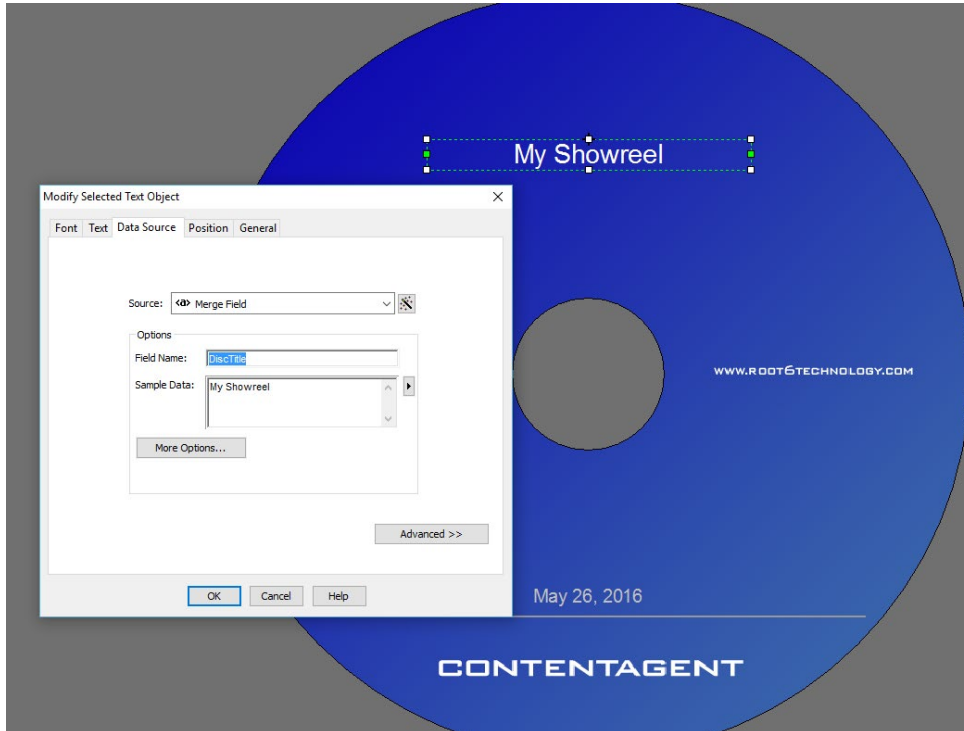 My Showreel
Modify Selected Text Object
Font Text Data Source Position General
Source: <a> Merge Field
Options
Field Name: DiscTitle
Sample Data: My Showreel
More Options...
Advanced >>
OK Cancel Help
WWW.ROOT6TECHNOLOGY.COM
May 26, 2016
CONTENTAGENT